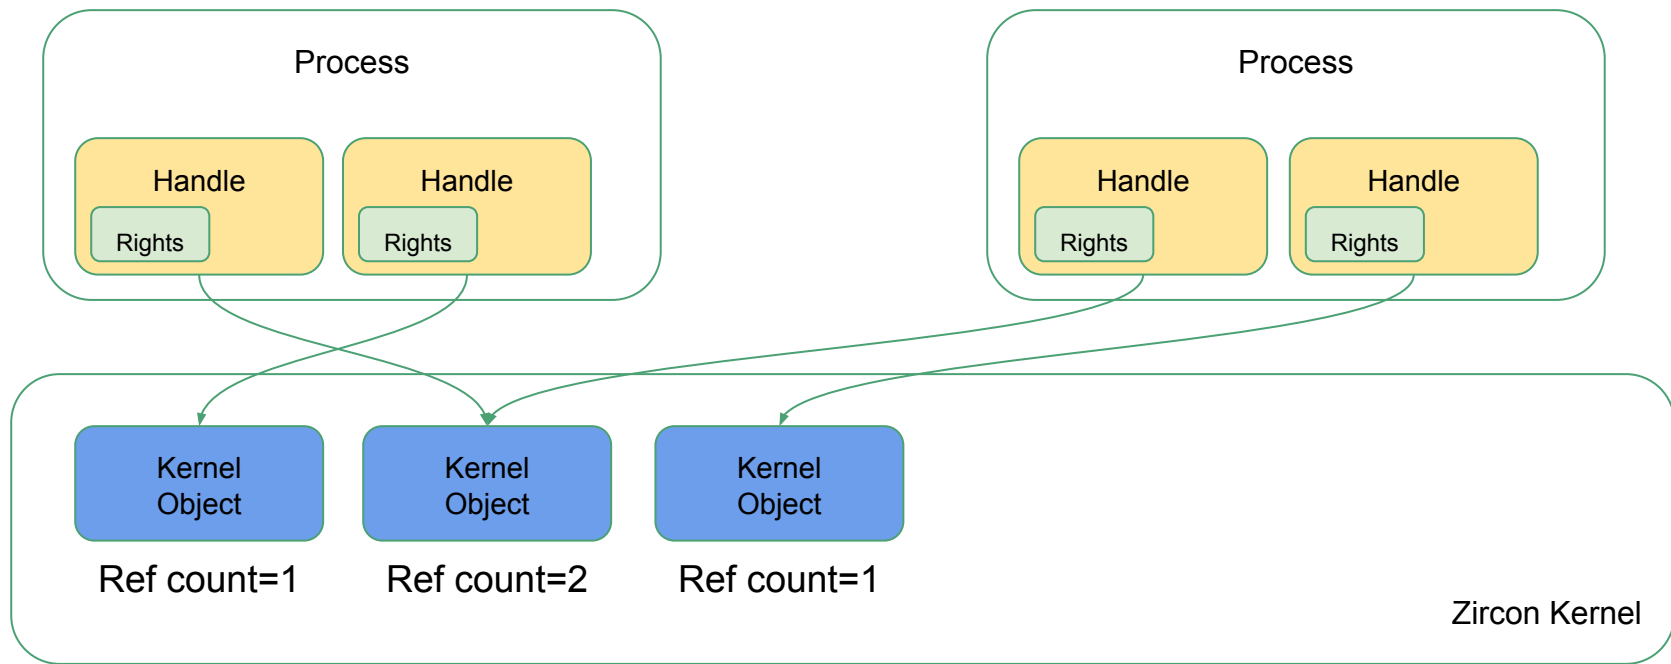 Process
Process
Handle
Rights
Handle
Rights
Handle
Rights
Handle
Rights
Kernel
Object
Kernel
Object
Kernel
Object
Ref count=1
Ref count=2
Ref count=1
Zircon Kernel